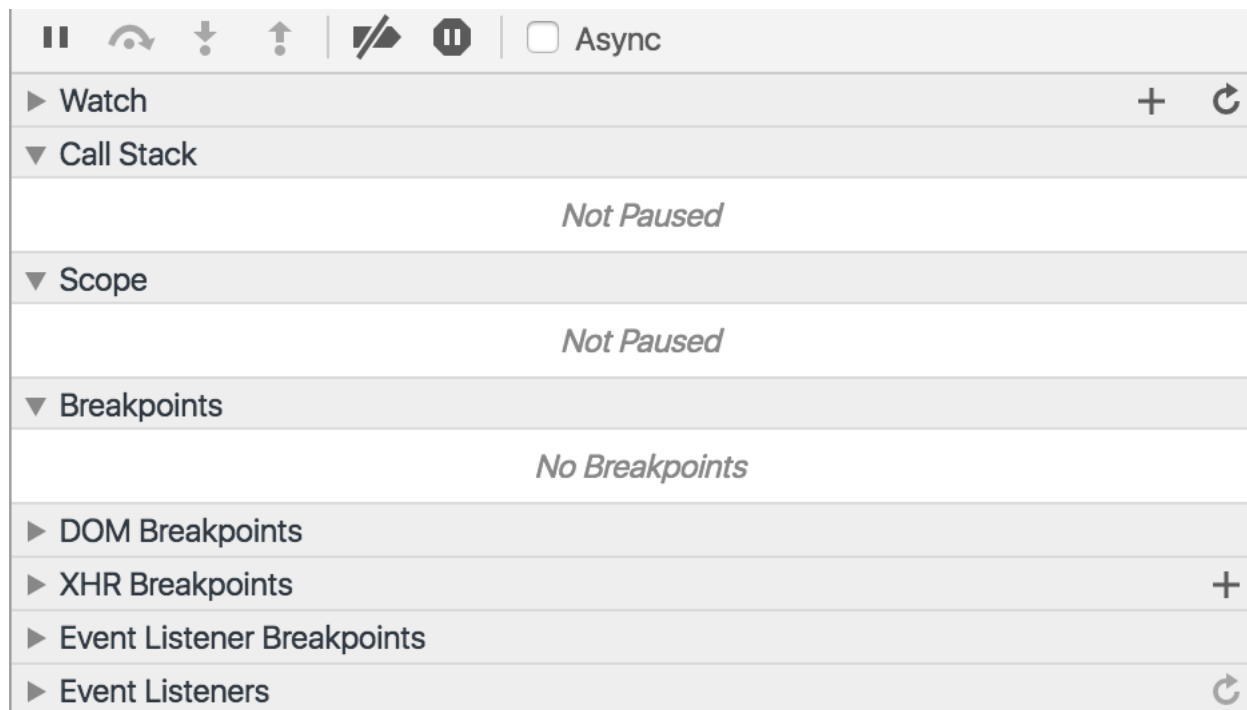 Async
Watch
Call Stack
Not Paused
Scope
Not Paused
Breakpoints
No Breakpoints
DOM Breakpoints
XHR Breakpoints
Event Listener Breakpoints
Event Listeners